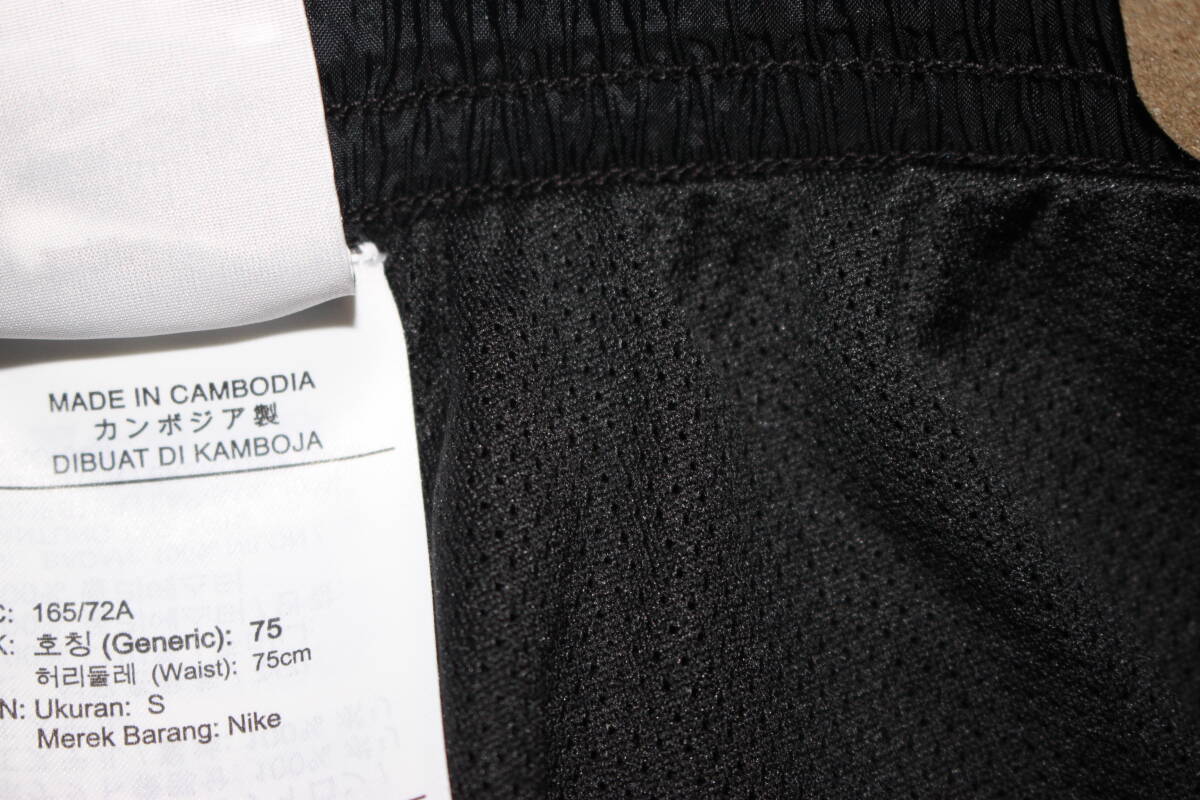 MADE IN CAMBODIA
カンボジア製
DIBUAT DI KAMBOJA
C: 165/72A
K: 호칭 (Generic): 75
허리둘레 (Waist): 75cm
N: Ukuran: S
Merek Barang: Nike